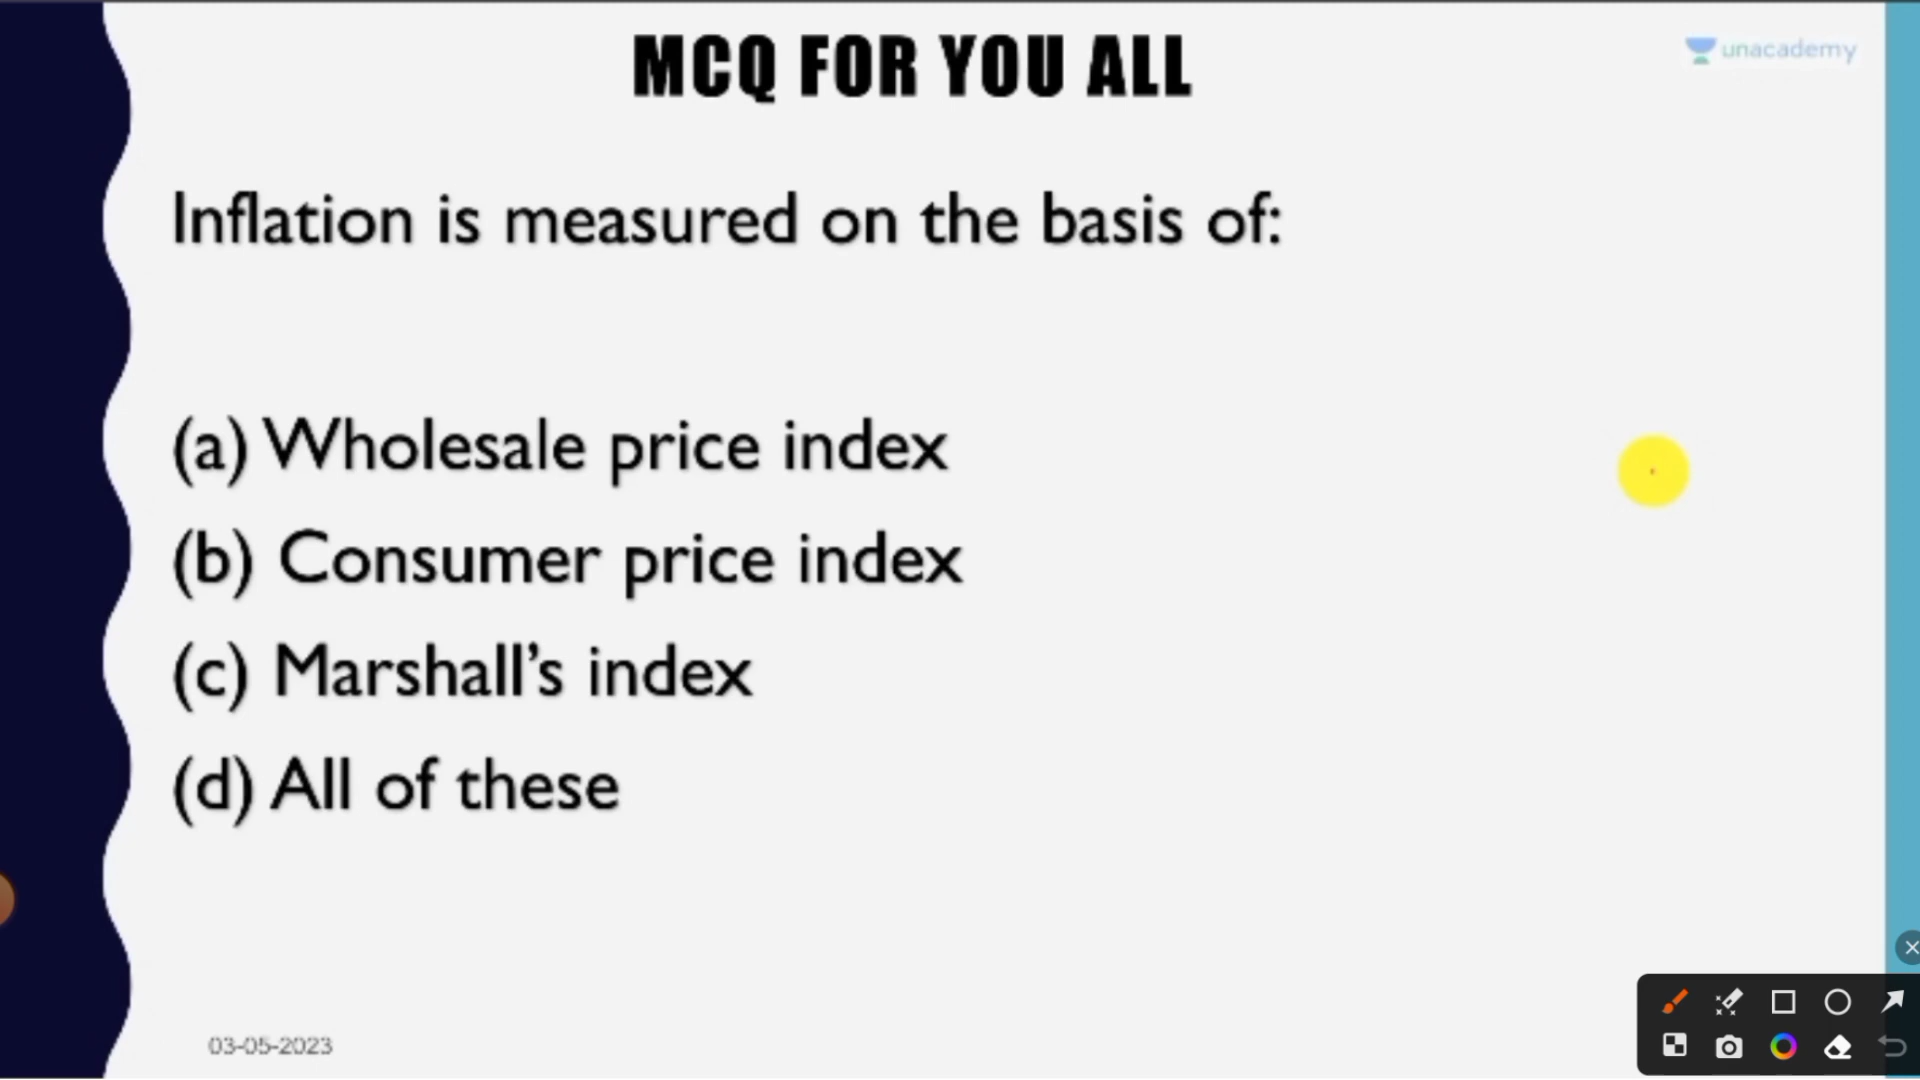 MCQ FOR YOU ALL
unacademy
Inflation is measured on the basis of:
(a) Wholesale price index
(b) Consumer price index
(c) Marshall’s index
(d) All of these
03-05-2023